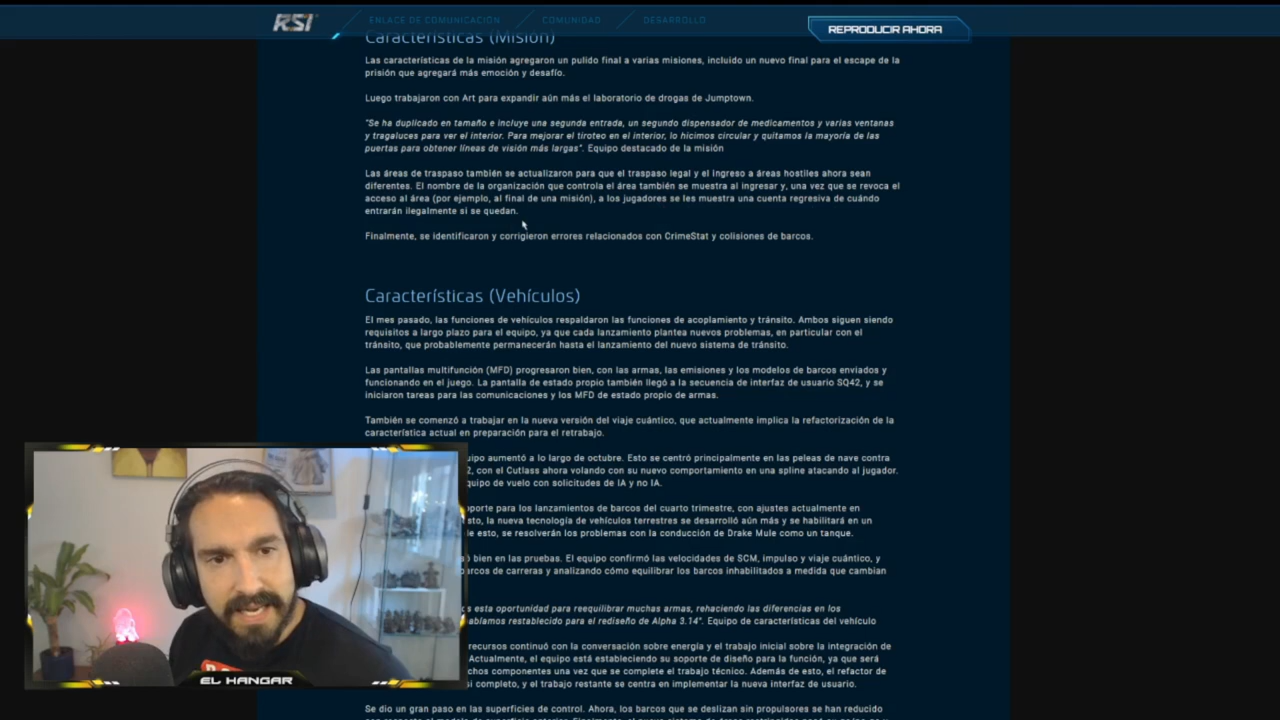 RSI
ENLACE DE COMUNICACIÓN
COMUNIDAD
DESARROLLO
REPRODUCIR AHORA
Características (Misión)
Las características de la misión agregaron un pulido final a varias misiones, incluido un nuevo final para el escape de la
prisión que agregará más emoción y desafío.
Luego trabajaron con Art para expandir aún más el laboratorio de drogas de Jumptown.
"Se ha duplicado en tamaño e incluye una segunda entrada, un segundo dispensador de medicamentos y varias ventanas
y tragaluces para ver el interior. Para mejorar el tiroteo en el interior, lo hicimos circular y quitamos la mayoría de las
puertas para obtener líneas de visión más largas". Equipo destacado de la misión
Las áreas de traspaso también se actualizaron para que el traspaso legal y el ingreso a áreas hostiles ahora sean
diferentes. El nombre de la organización que controla el área también se muestra al ingresar y, una vez que se revoca el
acceso al área (por ejemplo, al final de una misión), a los jugadores se les muestra una cuenta regresiva de cuándo
entrarán ilegalmente si se quedan.
Finalmente, se identificaron y corrigieron errores relacionados con CrimeStat y colisiones de barcos.
Características (Vehículos)
El mes pasado, las funciones de vehículos respaldaron las funciones de acoplamiento y tránsito. Ambos siguen siendo
requisitos a largo plazo para el equipo, ya que cada lanzamiento plantea nuevos problemas, en particular con el
tránsito, que probablemente permanecerán hasta el lanzamiento del nuevo sistema de tránsito.
Las pantallas multifunción (MFD) progresaron bien, con las armas, las emisiones y los modelos de barcos enviados y
funcionando en el juego. La pantalla de estado propio también llegó a la secuencia de interfaz de usuario SQ42, y se
iniciaron tareas para las comunicaciones y los MFD de estado propio de armas.
También se comenzó a trabajar en la nueva versión del viaje cuántico, que actualmente implica la refactorización de la
característica actual en preparación para el retrabajo.
uipo aumentó a lo largo de octubre. Esto se centró principalmente en las peleas de nave contra
2, con el Cutlass ahora volando con su nuevo comportamiento en una spline atacando al jugador.
quipo de vuelo con solicitudes de IA y no IA.
oporte para los lanzamientos de barcos del cuarto trimestre, con ajustes actualmente en
sto, la nueva tecnología de vehículos terrestres se desarrolló aún más y se habilitará en un
de esto, se resolverán los problemas con la conducción de Drake Mule como un tanque.
ó bien en las pruebas. El equipo confirmó las velocidades de SCM, impulso y viaje cuántico, y
barcos de carreras y analizando cómo equilibrar los barcos inhabilitados a medida que cambian
s esta oportunidad para reequilibrar muchas armas, rehaciendo las diferencias en los
abíamos restablecido para el rediseño de Alpha 3.14". Equipo de características del vehículo
recursos continuó con la conversación sobre energía y el trabajo inicial sobre la integración de
Actualmente, el equipo está estableciendo su soporte de diseño para la función, ya que será
chos componentes una vez que se complete el trabajo técnico. Además de esto, el refactor de
si completo, y el trabajo restante se centra en implementar la nueva interfaz de usuario.
Se dio un gran paso en las superficies de control. Ahora, los barcos que se deslizan sin propulsores se han reducido
EL HANGAR